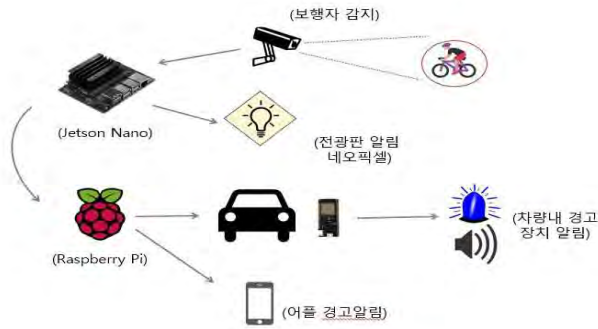 (보행자 감지)
(Jetson Nano)
(전광판 알림
네오픽셀)
(Raspberry Pi)
(차량내 경고
장치 알림)
(어플 경고알림)